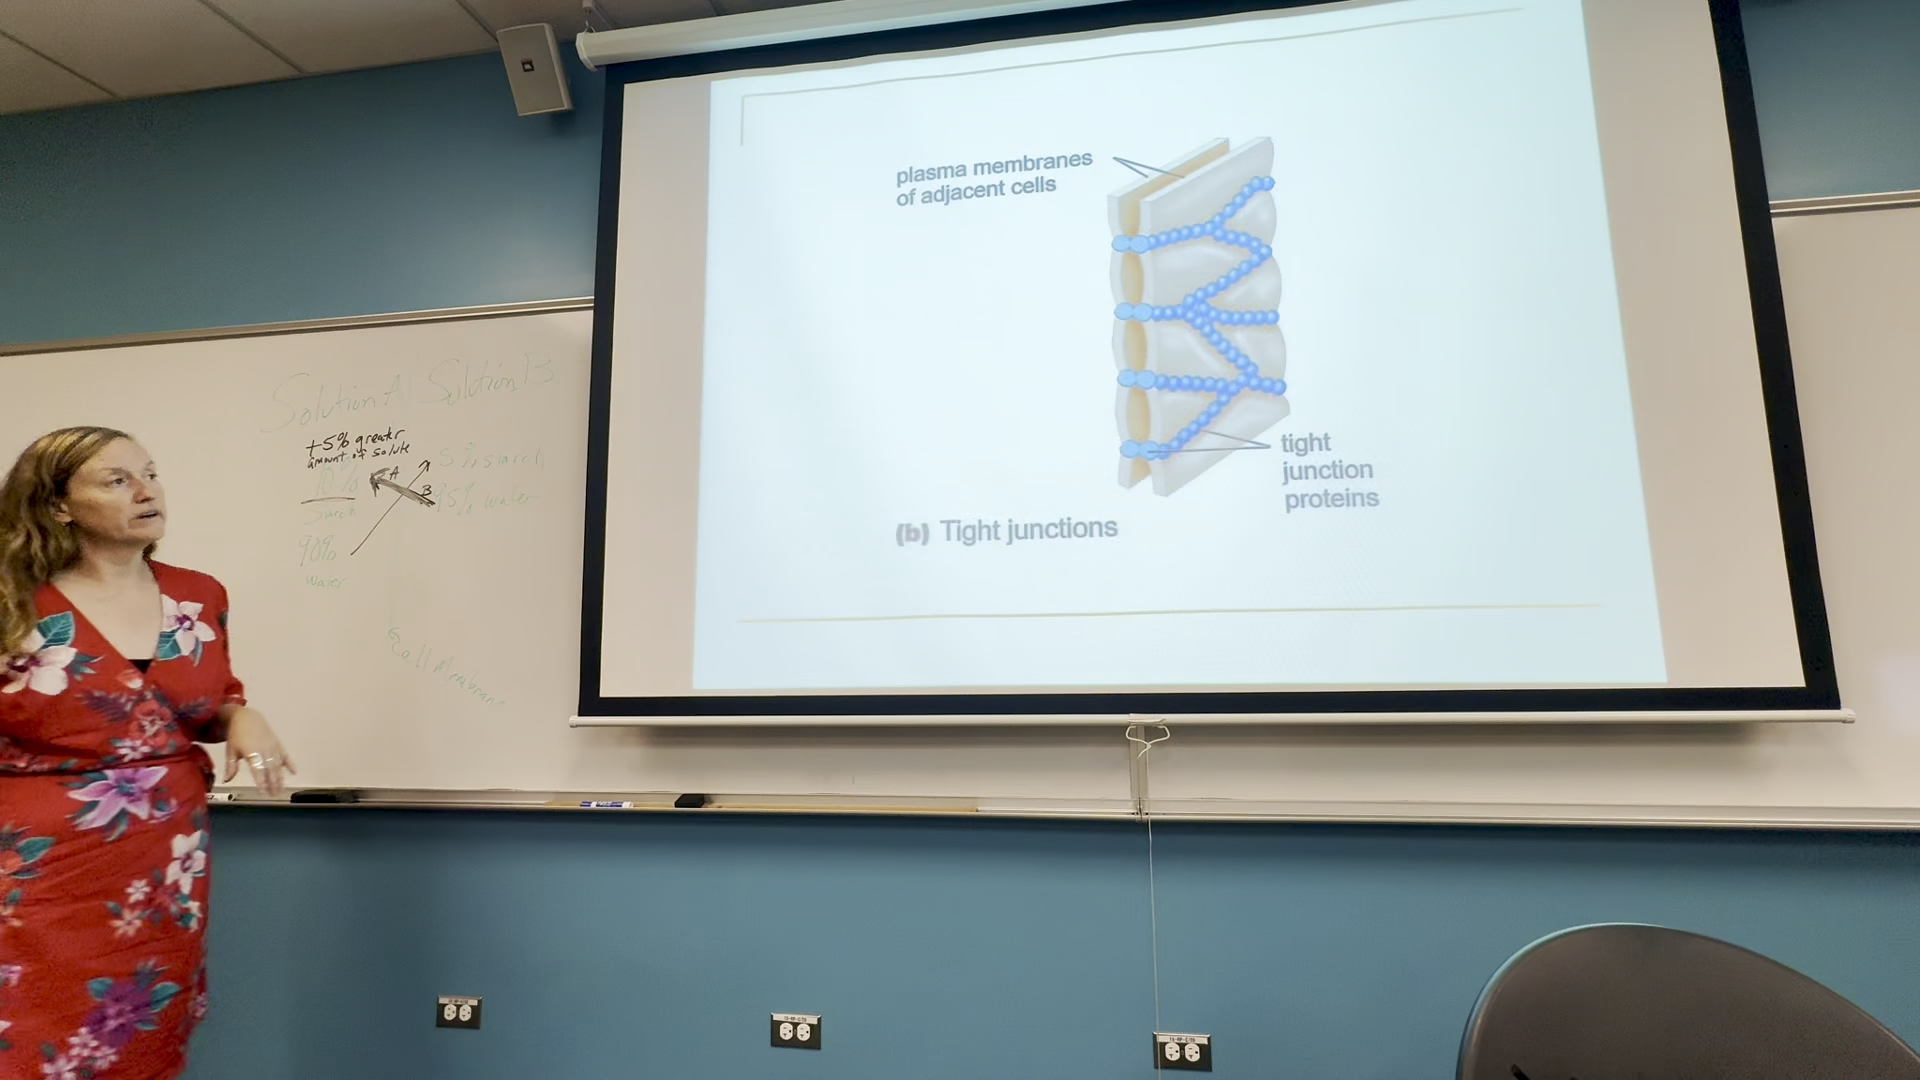 plasma membranes
of adjacent cells
tight
junction
proteins
(b) Tight junctions
Solution A Solution B
+5% greater
amount of solute
10%
A
B
5% starch
95% water
Starch
90%
water
Cell Membrane